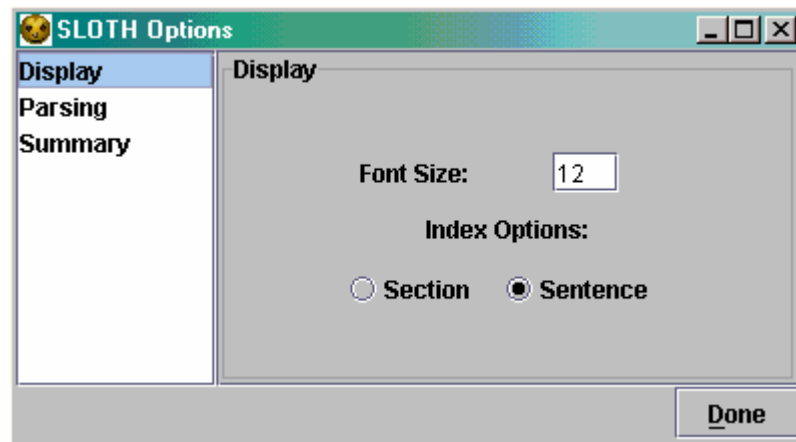 SLOTH Options
Display
Parsing
Summary
Display
Font Size: 12
Index Options:
Section Sentence
Done